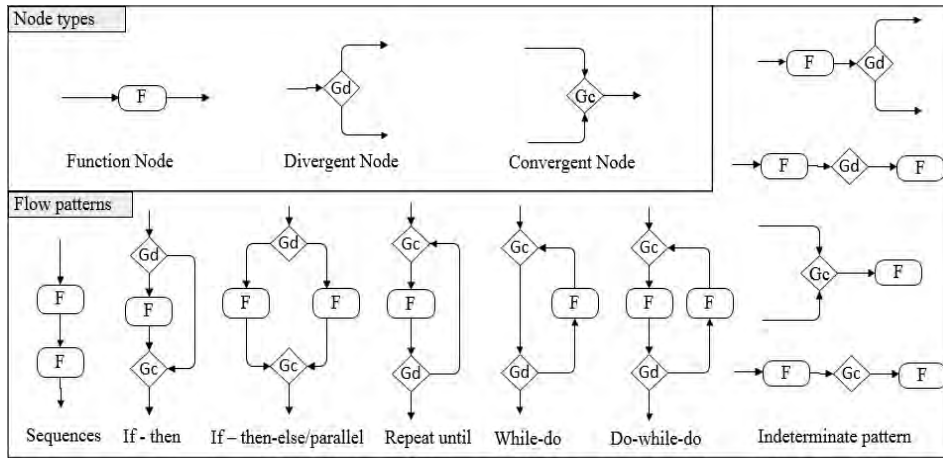 Node types
F
Gd
Gc
Function Node
Divergent Node
Convergent Node
F
Gd
F
Gd
F
Gc
F
F
Gc
F
Flow patterns
F
F
Gd
F
Gc
Gd
F
F
Gc
Gc
F
Gd
Gc
F
Gd
Gc
F
F
Gd
Sequences
If - then
If – then-else/parallel
Repeat until
While-do
Do-while-do
Indeterminate pattern